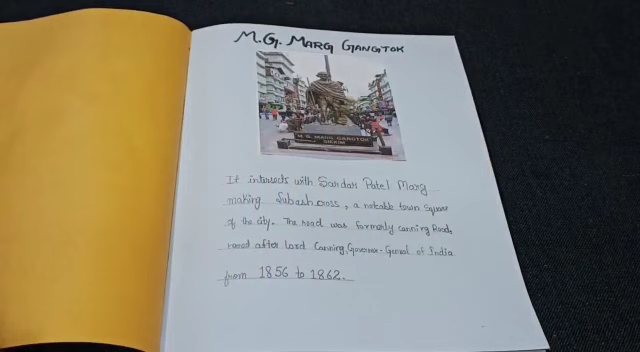 M.G. MARG GANGTOK
M.G. MARG GANGTOK
SIKKIM
It intersects with Sardar Patel Marg
making Subash cross, a notable town square
of the city. The road was formerly canning Road,
named after lord Canning, Governor-General of India
from 1856 to 1862.